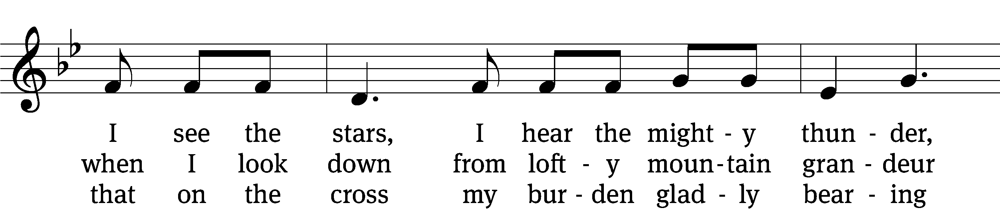 I see the stars, I hear the might - y thun - der,
when I look down from loft - y moun - tain gran - deur
that on the cross my bur - den glad - ly bear - ing